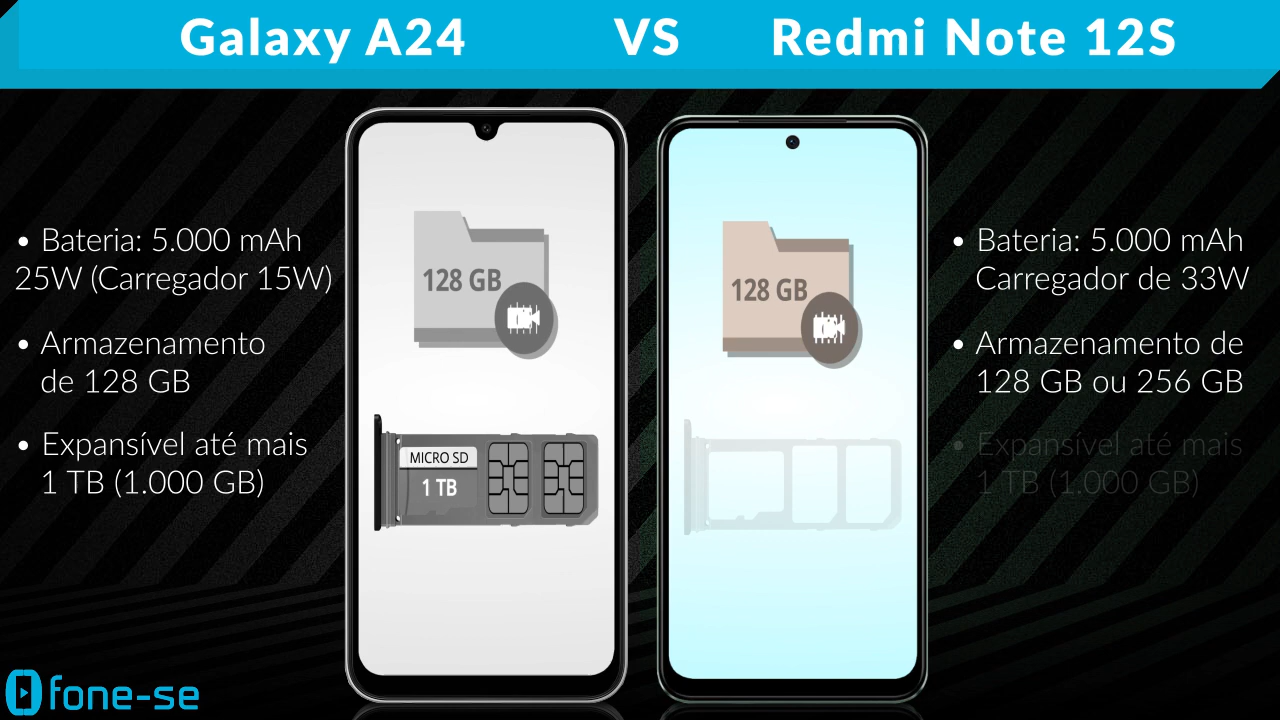 Galaxy A24 VS Redmi Note 12S
• Bateria: 5.000 mAh
25W (Carregador 15W)
• Armazenamento
de 128 GB
• Expansível até mais
1 TB (1.000 GB)
128 GB
MICRO SD
1 TB
128 GB
• Bateria: 5.000 mAh
Carregador de 33W
• Armazenamento de
128 GB ou 256 GB
• Expansível até mais
1 TB (1.000 GB)
fone-se